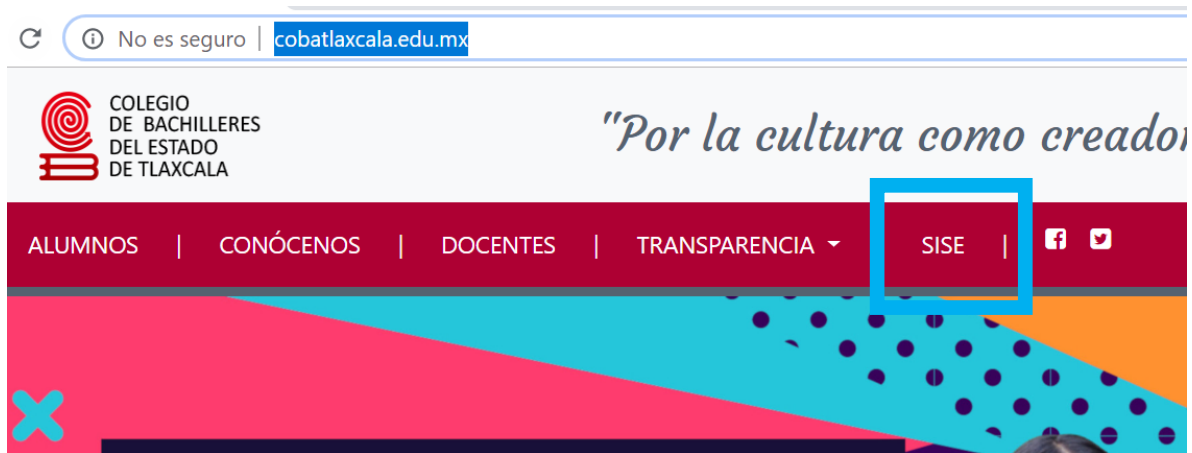 No es seguro | cobatlaxcala.edu.mx
COLEGIO
DE BACHILLERES
DEL ESTADO
DE TLAXCALA
"Por la cultura como creador
ALUMNOS | CONÓCENOS | DOCENTES | TRANSPARENCIA | SISE |